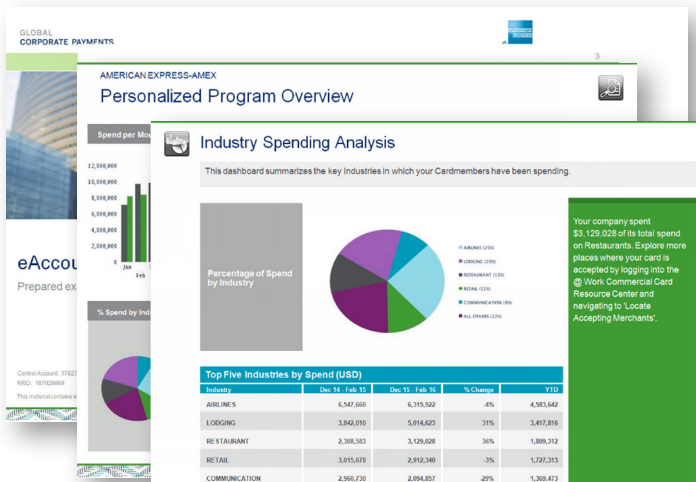 GLOBAL
CORPORATE PAYMENTS
3
AMERICAN EXPRESS-AMEX
Personalized Program Overview
Spend per Mo
12,000,000
10,000,000
8,000,000
6,000,000
4,000,000
2,000,000
0
Jan
Feb
eAccou
Prepared ex
% Spend by Ind
Control Account: 3782
RRID: 187029069
This material contains
Industry Spending Analysis
This dashboard summarizes the key Industries in which your Cardmembers have been spending.
Percentage of Spend
by Industry
AIRLINES (25%)
LODGING (20%)
RESTAURANT (13%)
RETAIL (12%)
COMMUNICATION (8%)
ALL OTHERS (22%)
Your company spent
$3,129,028 of its total spend
on Restaurants. Explore more
places where your card is
accepted by logging into the
@ Work Commercial Card
Resource Center and
navigating to 'Locate
Accepting Merchants'.
Top Five Industries by Spend (USD)
Industry Dec 14 - Feb 15 Dec 15 - Feb 16 % Change YTD
AIRLINES 6,547,660 6,315,922 -4% 4,583,642
LODGING 3,842,010 5,014,623 31% 3,417,816
RESTAURANT 2,308,583 3,129,028 36% 1,809,312
RETAIL 3,015,678 2,912,340 -3% 1,727,313
COMMUNICATION 2,960,730 2,094,857 -29% 1,369,473